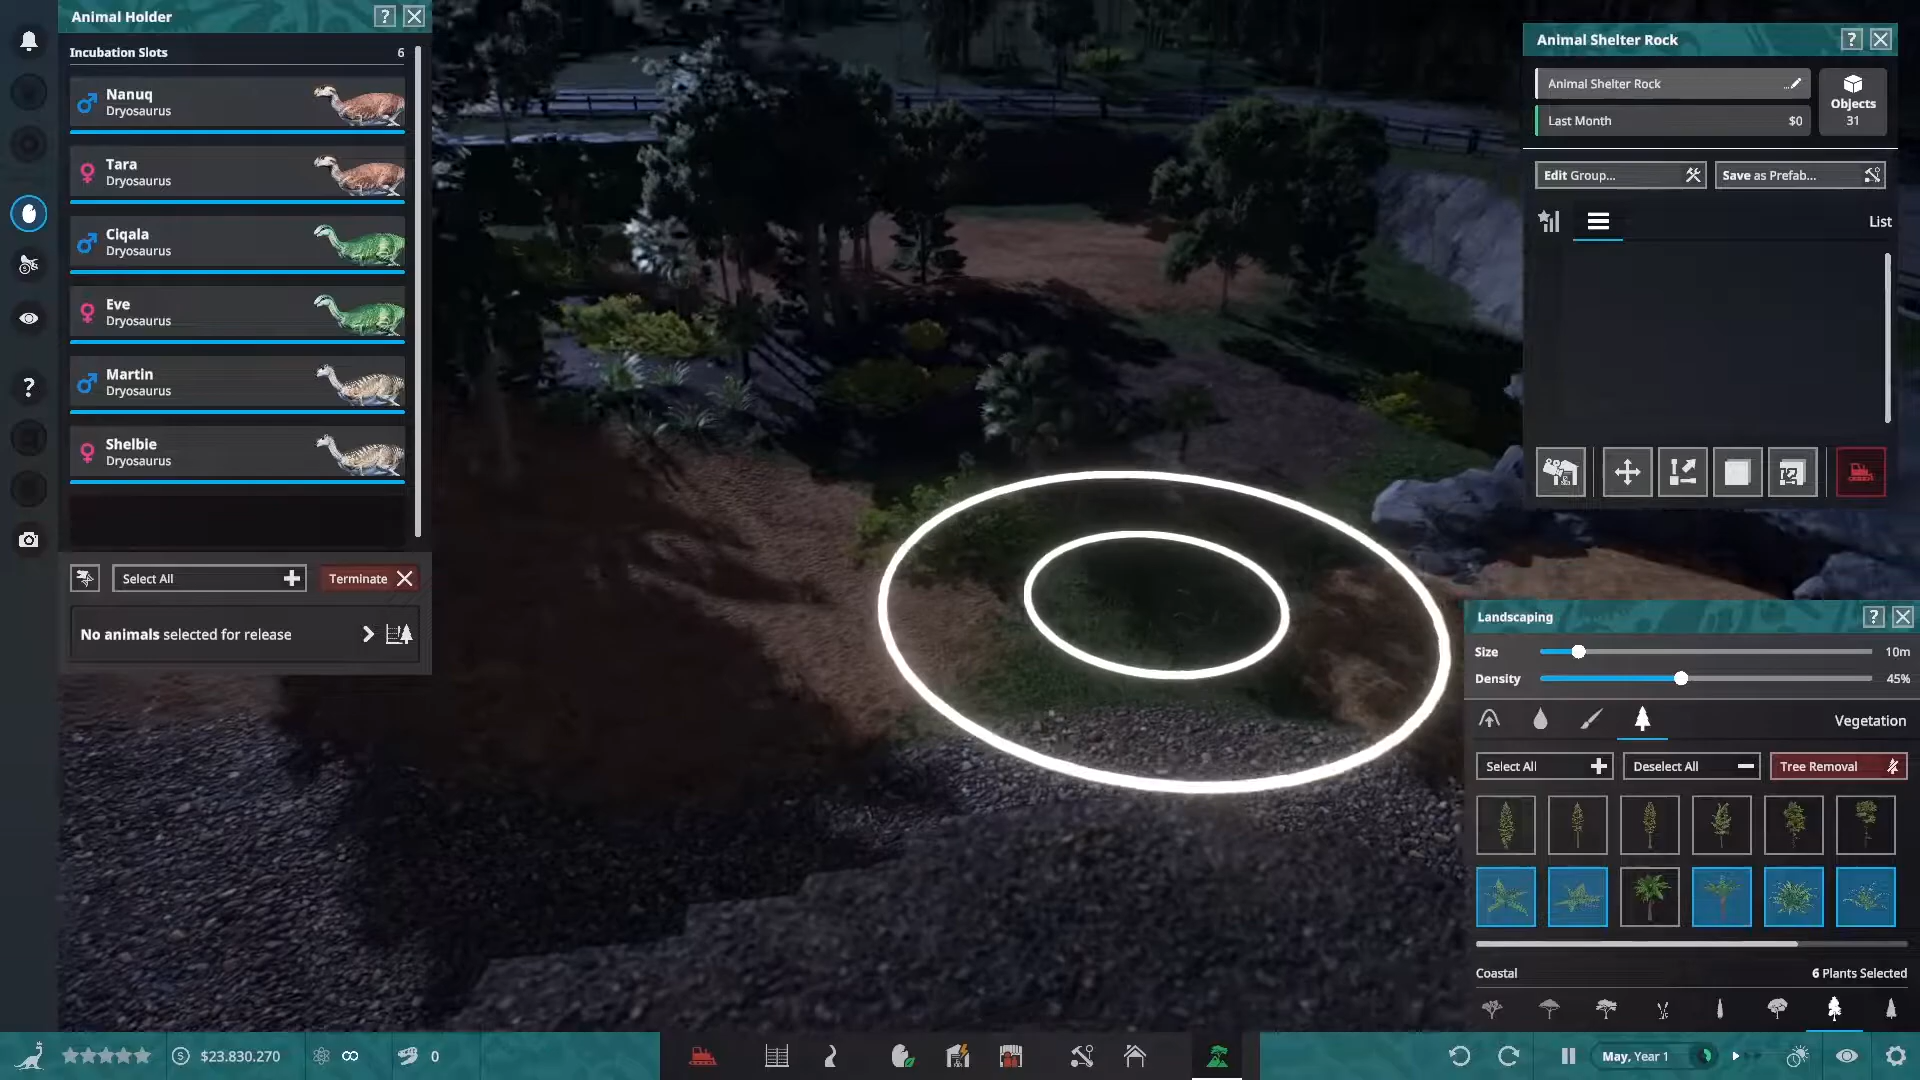 Animal Holder
?
Incubation Slots 6
Nanuq
Dryosaurus
Tara
Dryosaurus
Ciqala
Dryosaurus
Eve
Dryosaurus
Martin
Dryosaurus
Shelbie
Dryosaurus
Select All
Terminate
No animals selected for release
?
Animal Shelter Rock
?
Animal Shelter Rock
Objects
31
Last Month $0
Edit Group...
Save as Prefab...
List
Landscaping
?
Size 10m
Density 45%
Vegetation
Select All
Deselect All
Tree Removal
Coastal 6 Plants Selected
$23.830.270
∞
0
May, Year 1